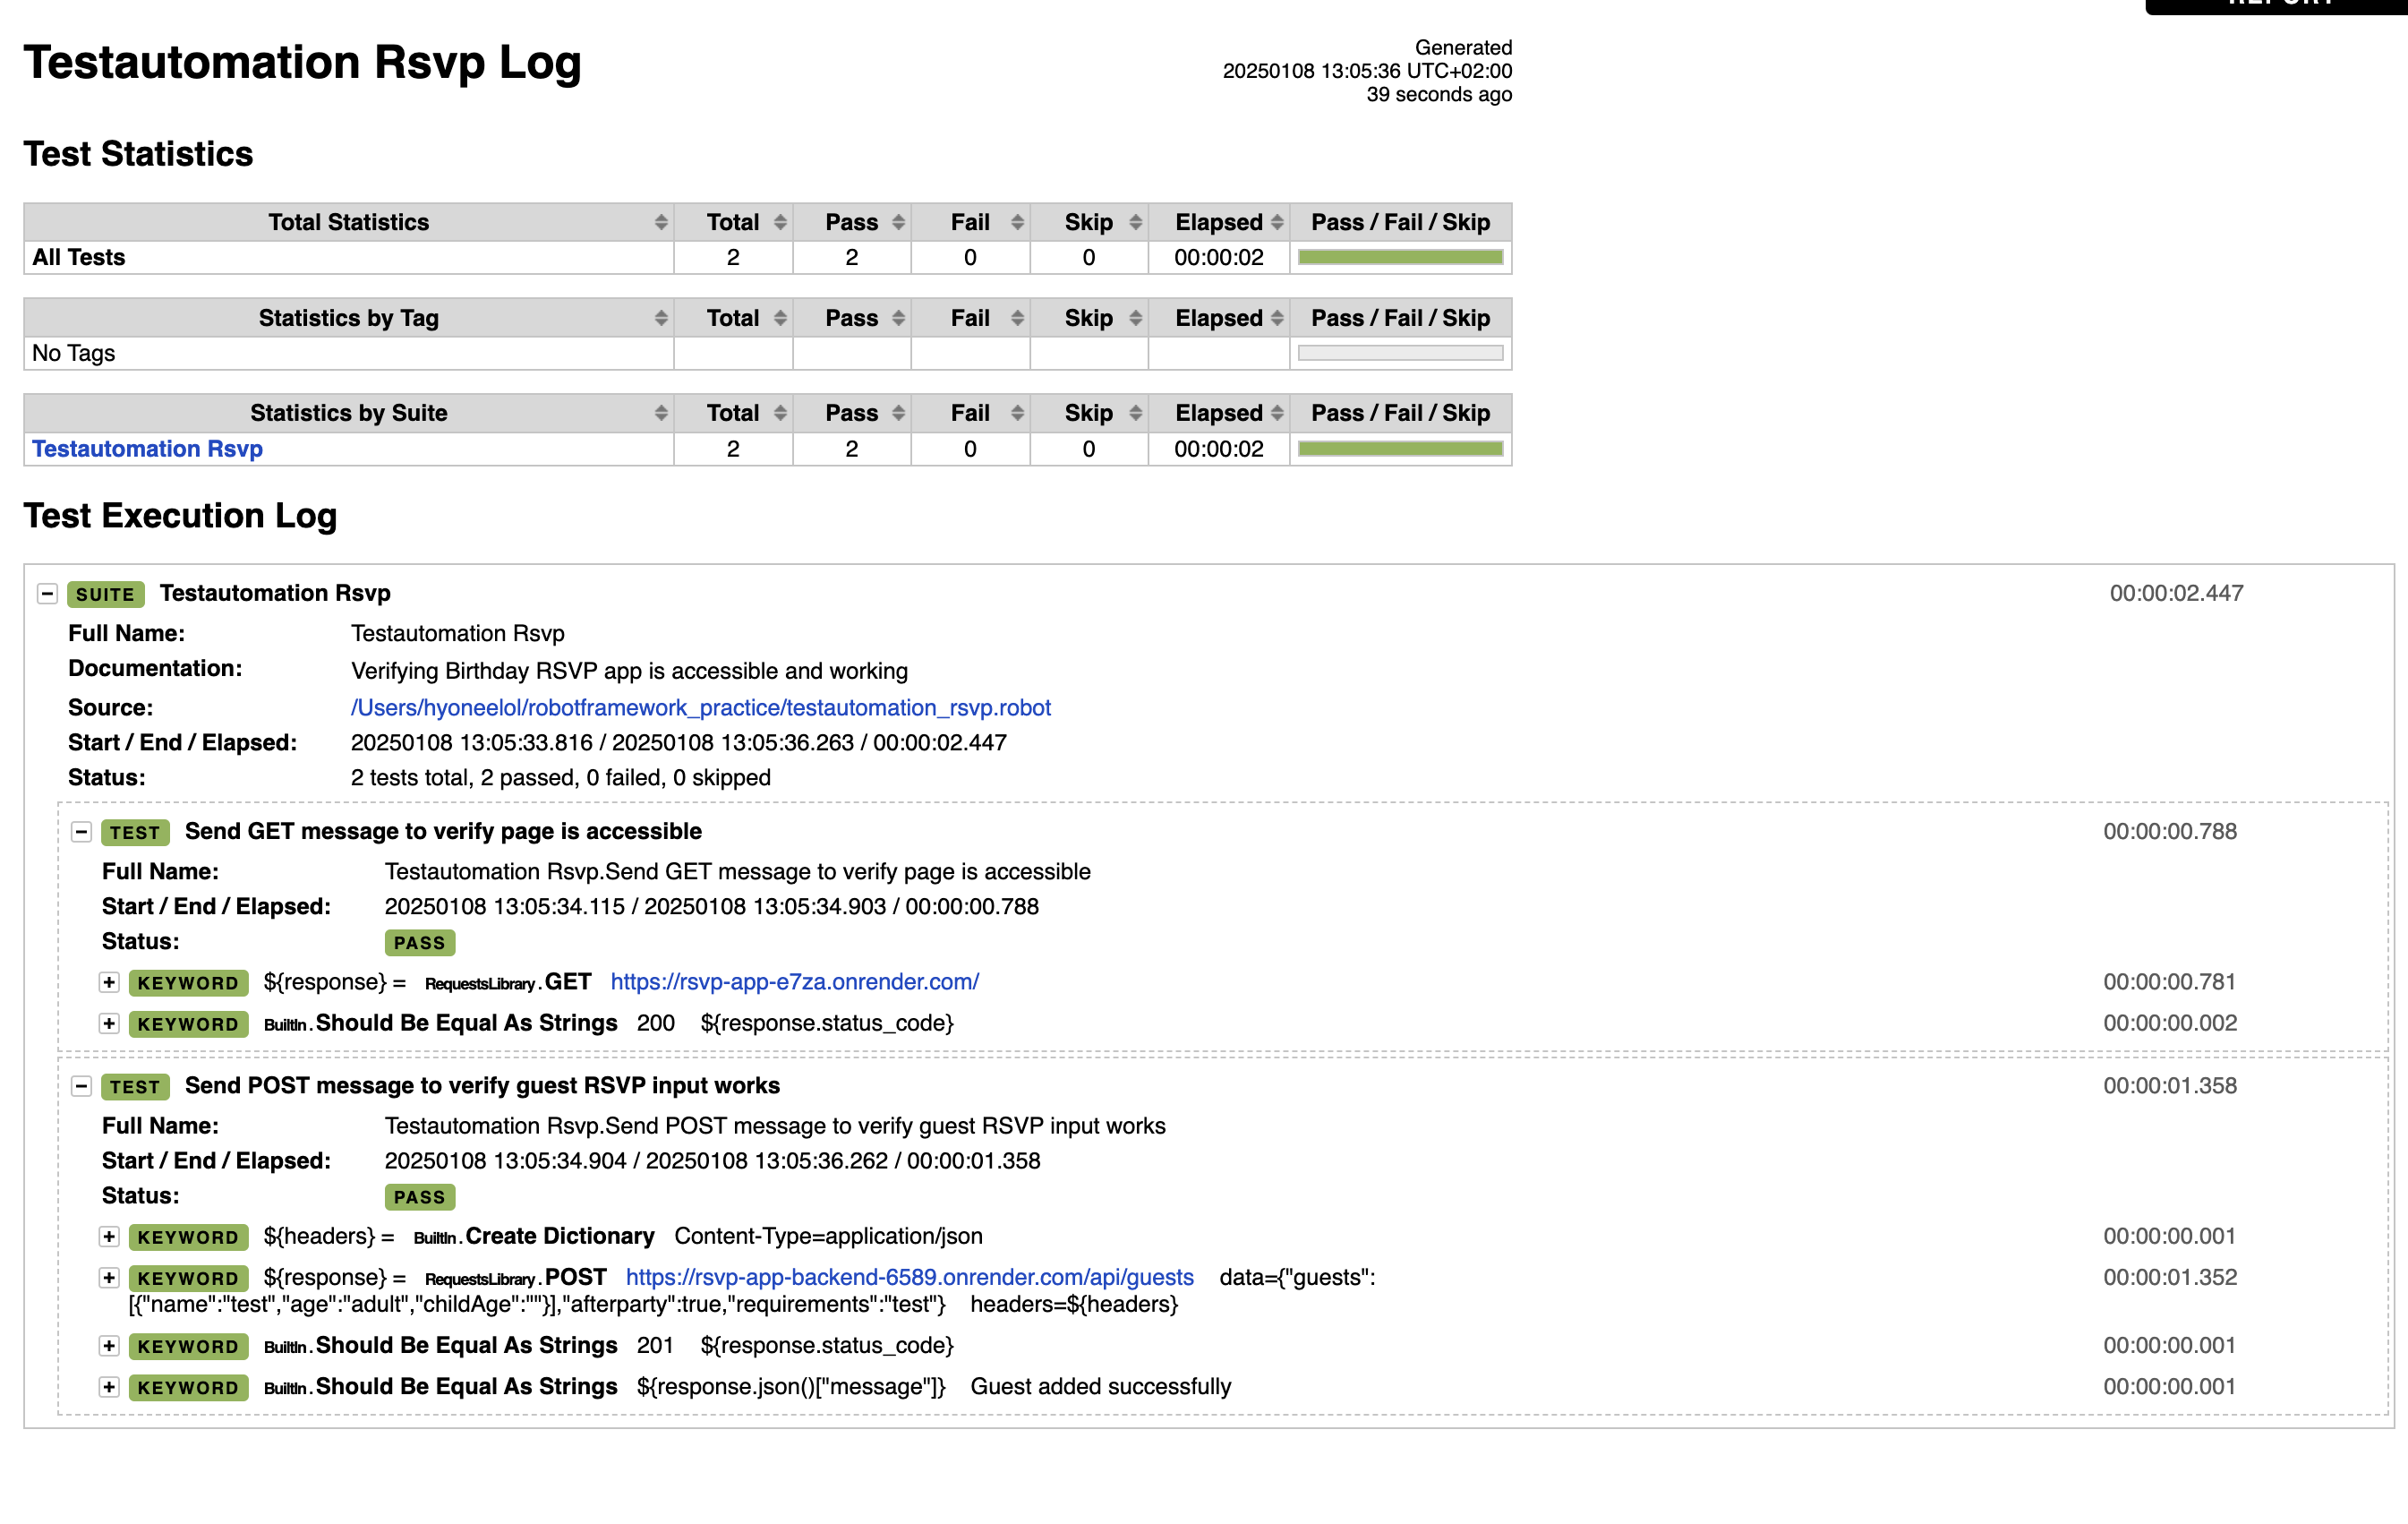 REPORT
Testautomation Rsvp Log
Generated
20250108 13:05:36 UTC+02:00
39 seconds ago
Test Statistics
Total Statistics Total Pass Fail Skip Elapsed Pass / Fail / Skip
All Tests 2 2 0 0 00:00:02
Statistics by Tag Total Pass Fail Skip Elapsed Pass / Fail / Skip
No Tags
Statistics by Suite Total Pass Fail Skip Elapsed Pass / Fail / Skip
Testautomation Rsvp 2 2 0 0 00:00:02
Test Execution Log
SUITE Testautomation Rsvp 00:00:02.447
Full Name: Testautomation Rsvp
Documentation: Verifying Birthday RSVP app is accessible and working
Source: /Users/hyoneelol/robotframework_practice/testautomation_rsvp.robot
Start / End / Elapsed: 20250108 13:05:33.816 / 20250108 13:05:36.263 / 00:00:02.447
Status: 2 tests total, 2 passed, 0 failed, 0 skipped
TEST Send GET message to verify page is accessible 00:00:00.788
Full Name: Testautomation Rsvp.Send GET message to verify page is accessible
Start / End / Elapsed: 20250108 13:05:34.115 / 20250108 13:05:34.903 / 00:00:00.788
Status: PASS
KEYWORD ${response} = RequestsLibrary.GET https://rsvp-app-e7za.onrender.com/ 00:00:00.781
KEYWORD BuiltIn.Should Be Equal As Strings 200 ${response.status_code} 00:00:00.002
TEST Send POST message to verify guest RSVP input works 00:00:01.358
Full Name: Testautomation Rsvp.Send POST message to verify guest RSVP input works
Start / End / Elapsed: 20250108 13:05:34.904 / 20250108 13:05:36.262 / 00:00:01.358
Status: PASS
KEYWORD ${headers} = BuiltIn.Create Dictionary Content-Type=application/json 00:00:00.001
KEYWORD ${response} = RequestsLibrary.POST https://rsvp-app-backend-6589.onrender.com/api/guests data={"guests": 00:00:01.352
[{"name":"test","age":"adult","childAge":""}],"afterparty":true,"requirements":"test"} headers=${headers}
KEYWORD BuiltIn.Should Be Equal As Strings 201 ${response.status_code} 00:00:00.001
KEYWORD BuiltIn.Should Be Equal As Strings ${response.json()["message"]} Guest added successfully 00:00:00.001